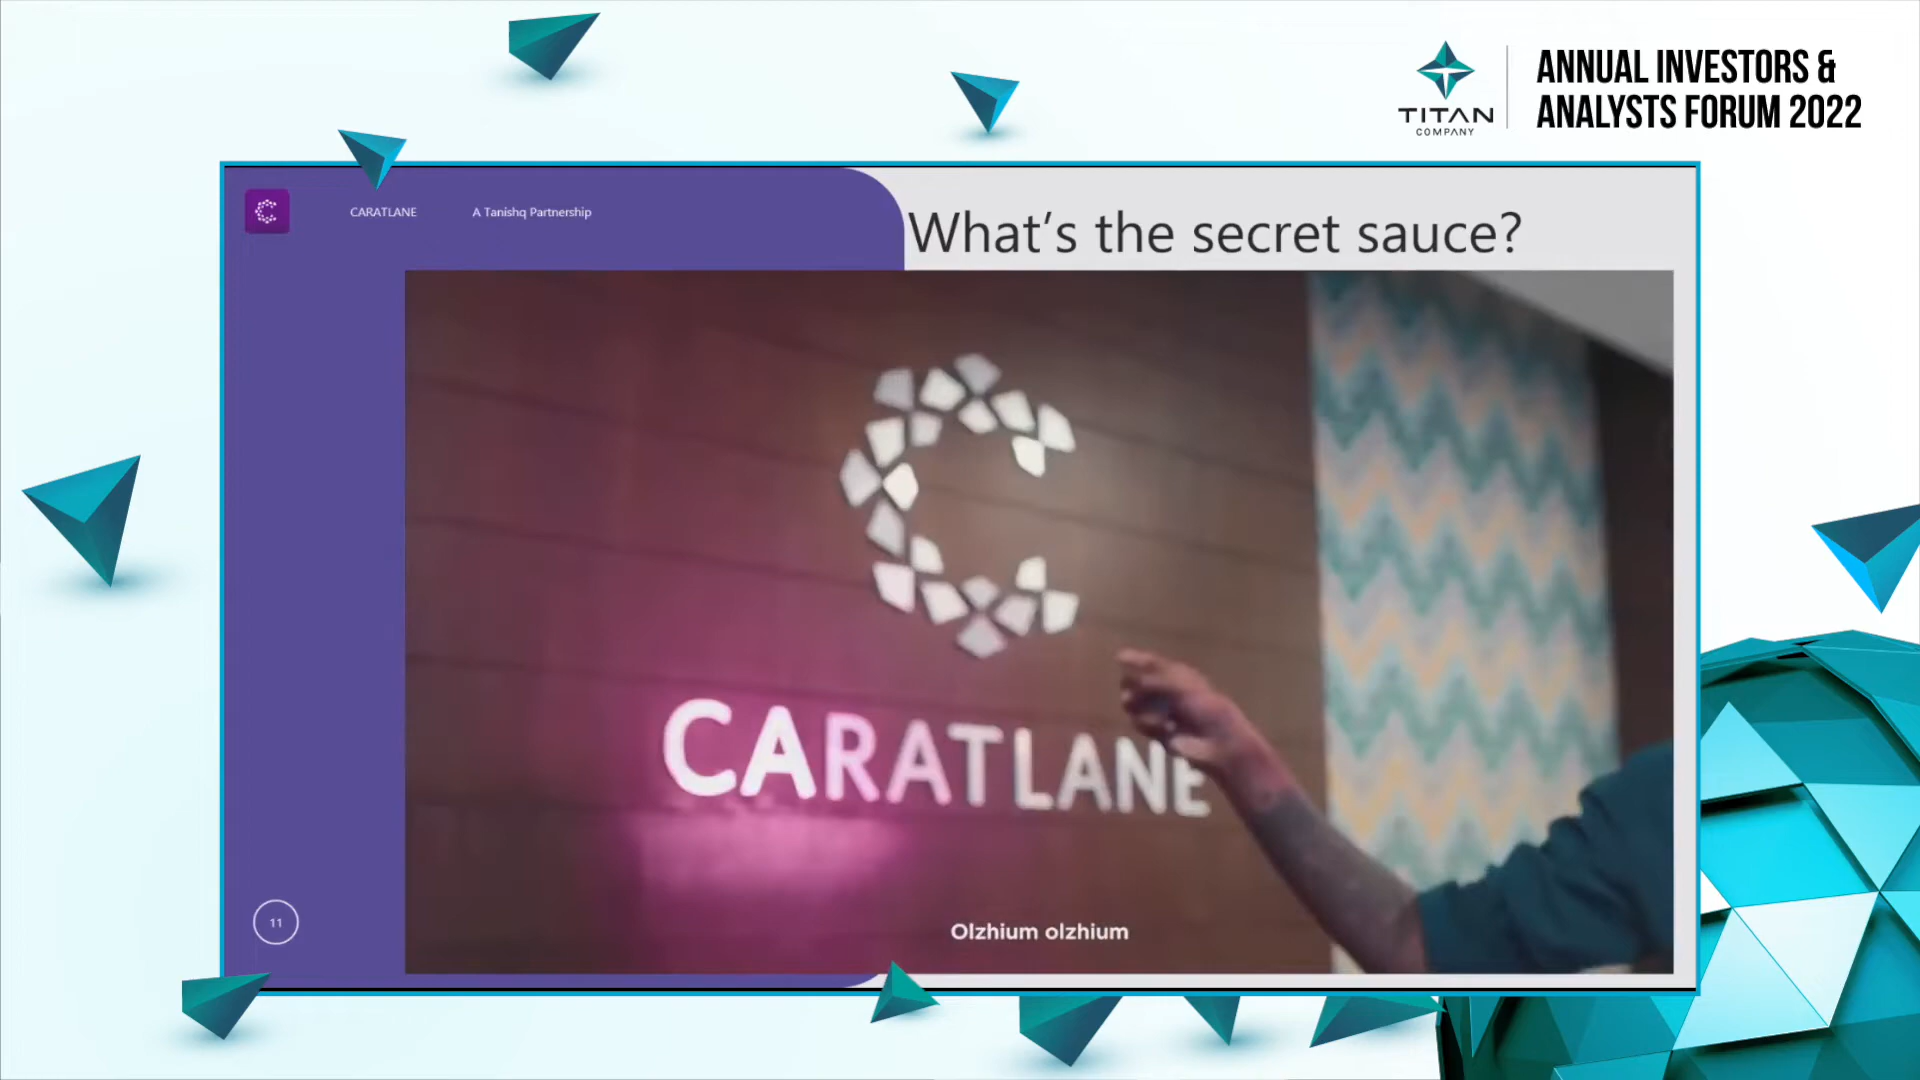 TITAN
COMPANY
ANNUAL INVESTORS &
ANALYSTS FORUM 2022
CARATLANE
A Tanishq Partnership
What's the secret sauce?
CARATLANE
Olzhium olzhium
11